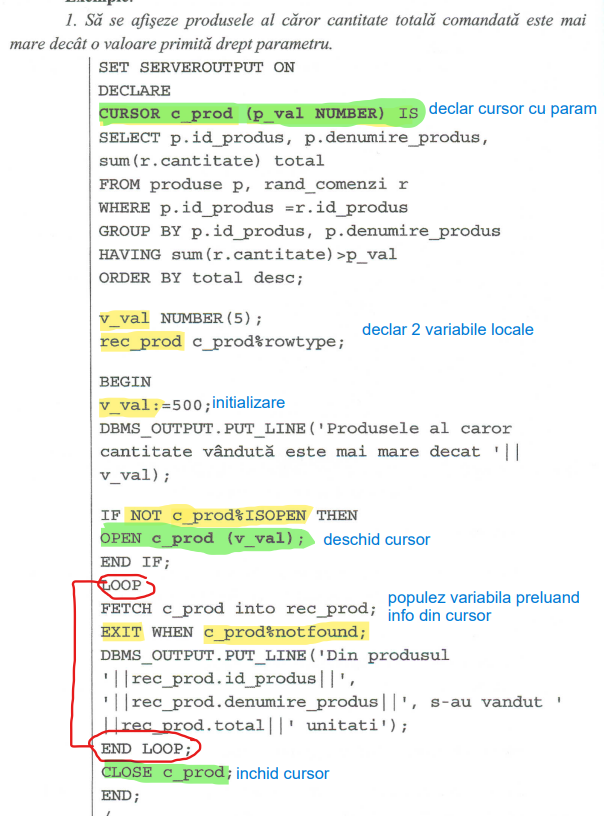 Exemple:
1. Să se afişeze produsele al căror cantitate totală comandată este mai
mare decât o valoare primită drept parametru.
SET SERVEROUTPUT ON
DECLARE
CURSOR c_prod (p_val NUMBER) IS declar cursor cu param
SELECT p.id_produs, p.denumire_produs,
sum(r.cantitate) total
FROM produse p, rand_comenzi r
WHERE p.id_produs =r.id_produs
GROUP BY p.id_produs, p.denumire_produs
HAVING sum(r.cantitate)>p_val
ORDER BY total desc;
v_val NUMBER(5);
declar 2 variabile locale
rec_prod c_prod%rowtype;
BEGIN
v_val:=500; initializare
DBMS_OUTPUT.PUT_LINE('Produsele al caror
cantitate vândută este mai mare decat '||
v_val);
IF NOT c_prod%ISOPEN THEN
OPEN c_prod (v_val); deschid cursor
END IF;
LOOP
populez variabila preluand
FETCH c_prod into rec_prod;
info din cursor
EXIT WHEN c_prod%notfound;
DBMS_OUTPUT.PUT_LINE('Din produsul
'||rec_prod.id_produs||',
'||rec_prod.denumire_produs||', s-au vandut '
||rec_prod.total||' unitati');
END LOOP;
CLOSE c_prod; inchid cursor
END;
/